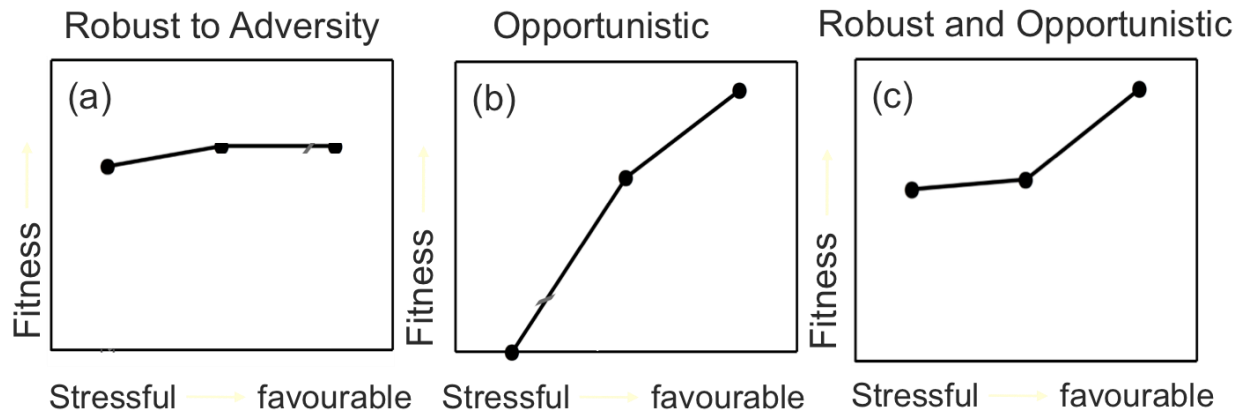 Robust to Adversity
Opportunistic
Robust and Opportunistic
(a)
(b)
(c)
Fitness
Fitness
Fitness
Stressful favourable
Stressful favourable
Stressful favourable